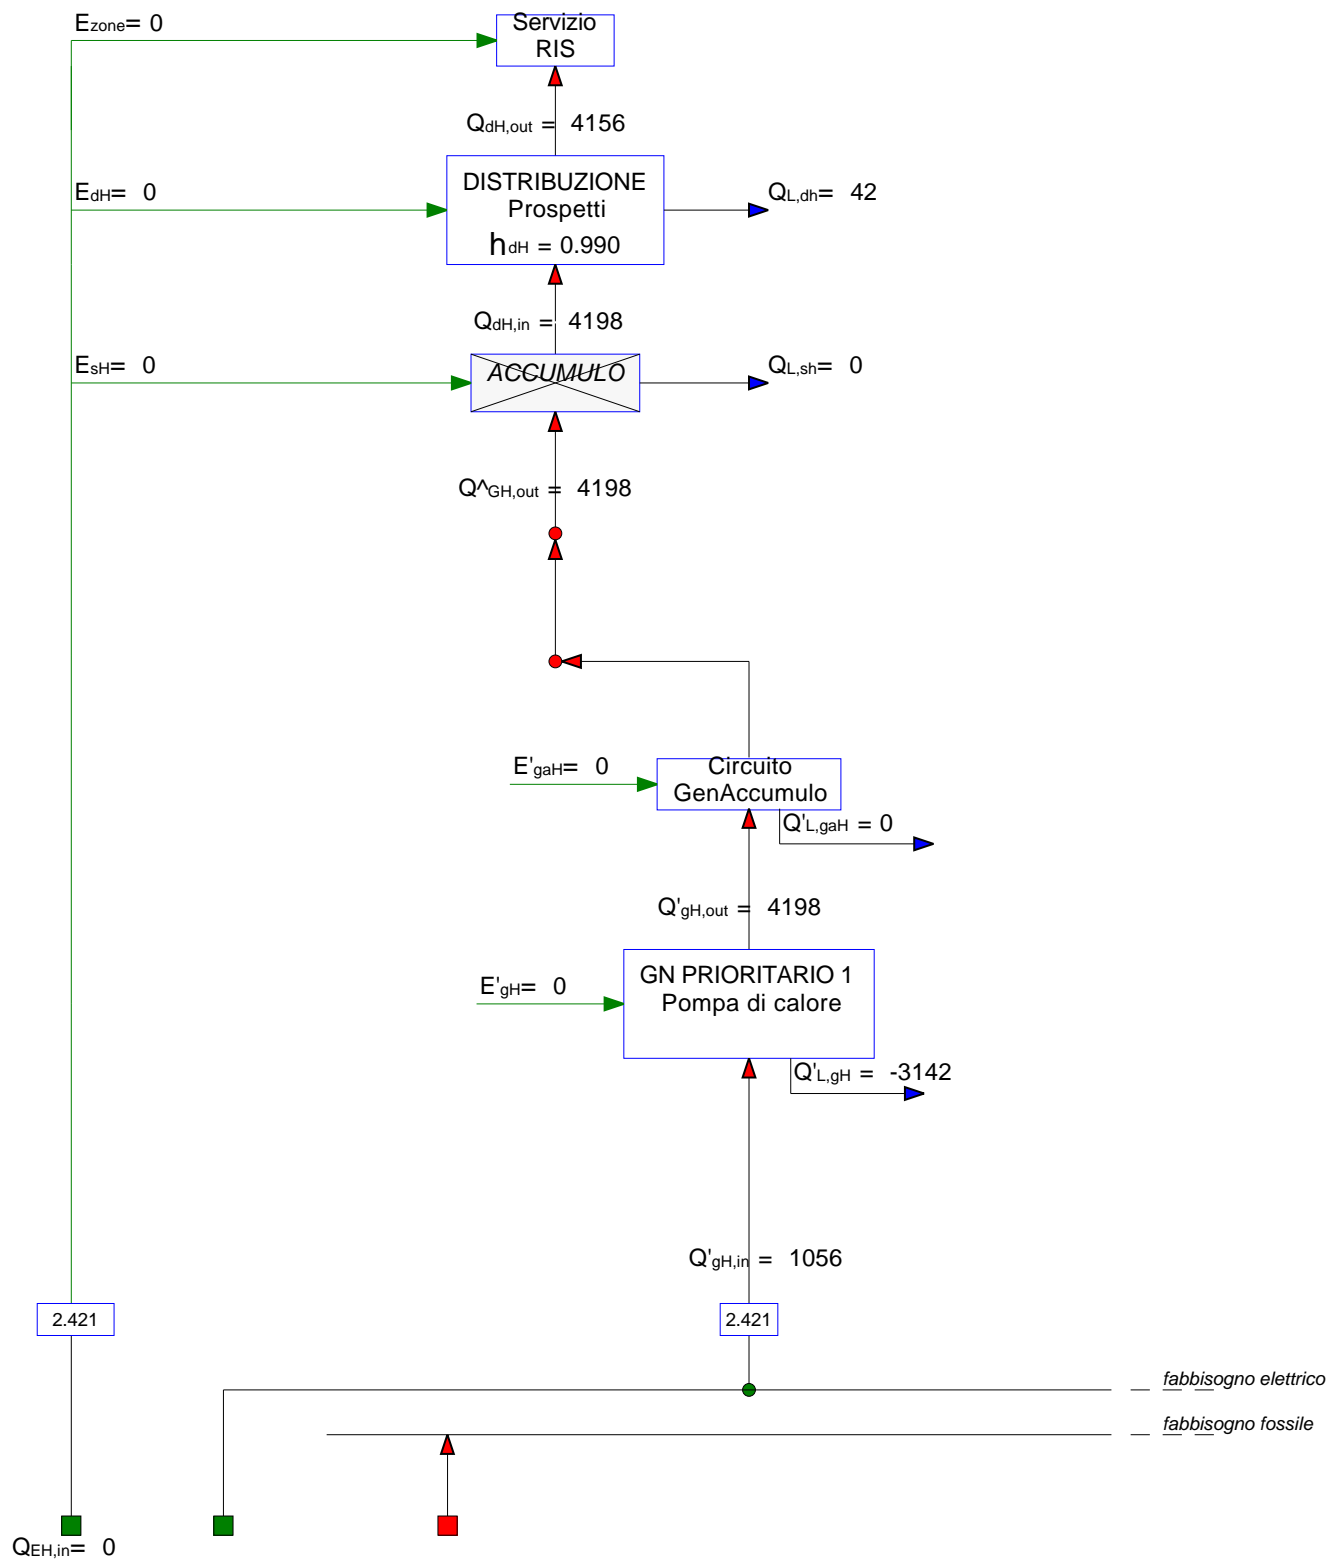 Ezone= 0
Servizio
RIS
QdH,out = 4156
EdH= 0
DISTRIBUZIONE
Prospetti
hdH = 0.990
QL,dh= 42
QdH,in = 4198
EsH= 0
ACCUMULO
QL,sh= 0
Q^GH,out = 4198
E'gaH= 0
Circuito
GenAccumulo
Q'L,gaH = 0
Q'gH,out = 4198
E'gH= 0
GN PRIORITARIO 1
Pompa di calore
Q'L,gH = -3142
Q'gH,in = 1056
2.421
2.421
fabbisogno elettrico
fabbisogno fossile
QEH,in= 0